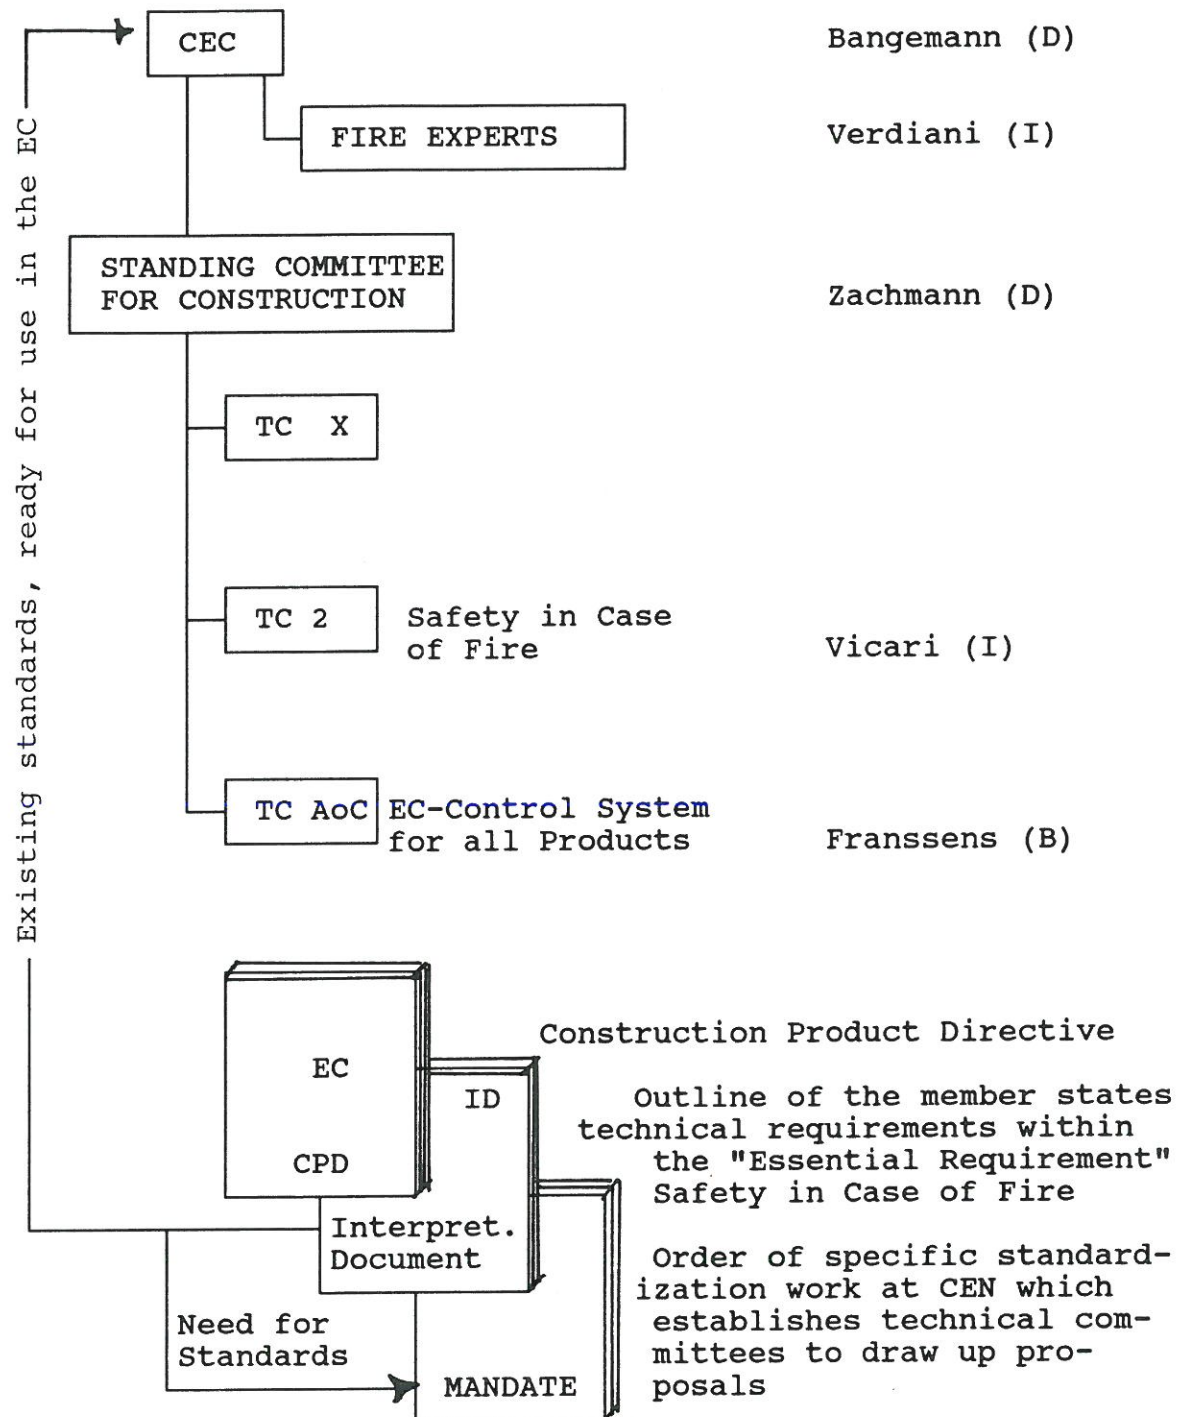 CEC
Bangemann (D)
FIRE EXPERTS
Verdiani (I)
Existing standards, ready for use in the EC
STANDING COMMITTEE
FOR CONSTRUCTION
Zachmann (D)
TC X
TC 2
Safety in Case
of Fire
Vicari (I)
TC AoC
EC-Control System
for all Products
Franssens (B)
EC
CPD
Construction Product Directive
ID
Interpret.
Document
Outline of the member states
technical requirements within
the "Essential Requirement"
Safety in Case of Fire
Need for
Standards
MANDATE
Order of specific standard-
ization work at CEN which
establishes technical com-
mittees to draw up pro-
posals